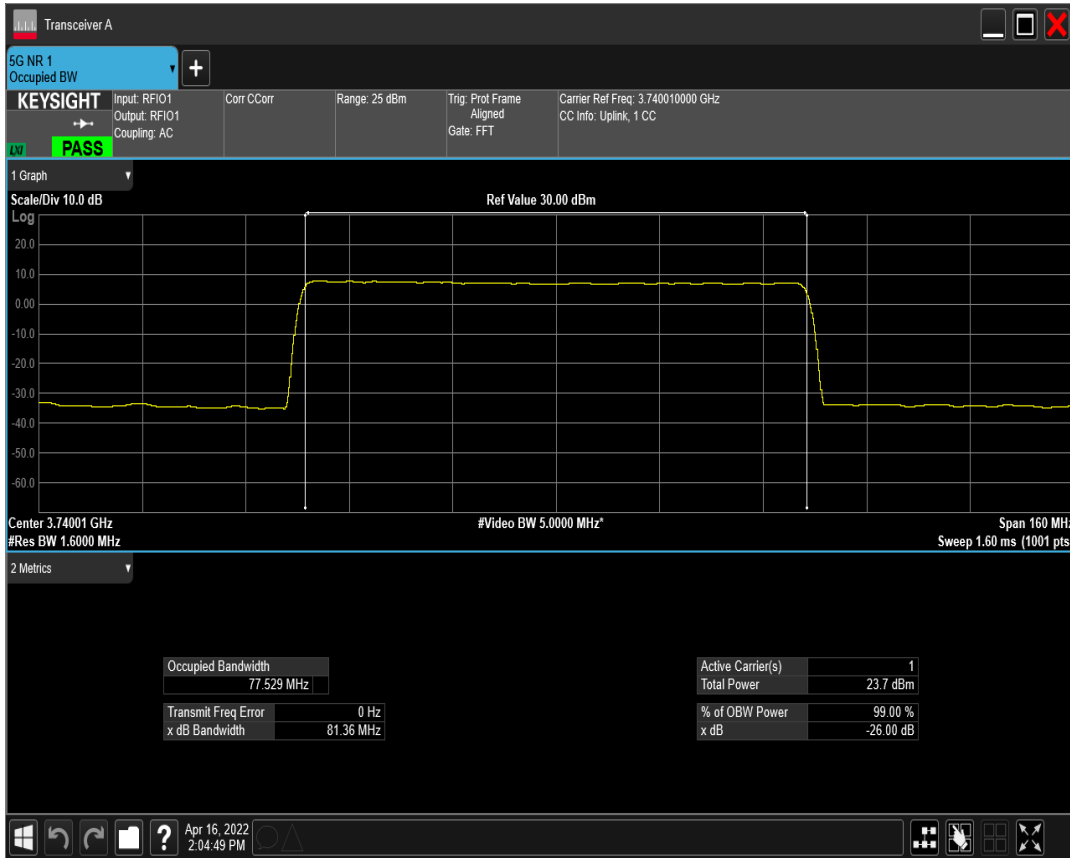 Transceiver A
5G NR 1
Occupied BW
+
KEYSIGHT
LXI
PASS
Input: RFIO1
Output: RFIO1
Coupling: AC
Corr CCorr
Range: 25 dBm
Trig: Prot Frame
Aligned
Gate: FFT
Carrier Ref Freq: 3.740010000 GHz
CC Info: Uplink, 1 CC
1 Graph
Scale/Div 10.0 dB
Ref Value 30.00 dBm
Log
20.0
10.0
0.00
-10.0
-20.0
-30.0
-40.0
-50.0
-60.0
Center 3.74001 GHz
#Video BW 5.0000 MHz*
Span 160 MHz
#Res BW 1.6000 MHz
Sweep 1.60 ms (1001 pts
2 Metrics
Occupied Bandwidth
77.529 MHz
Transmit Freq Error 0 Hz
x dB Bandwidth 81.36 MHz
Active Carrier(s) 1
Total Power 23.7 dBm
% of OBW Power 99.00 %
x dB -26.00 dB
?
Apr 16, 2022
2:04:49 PM